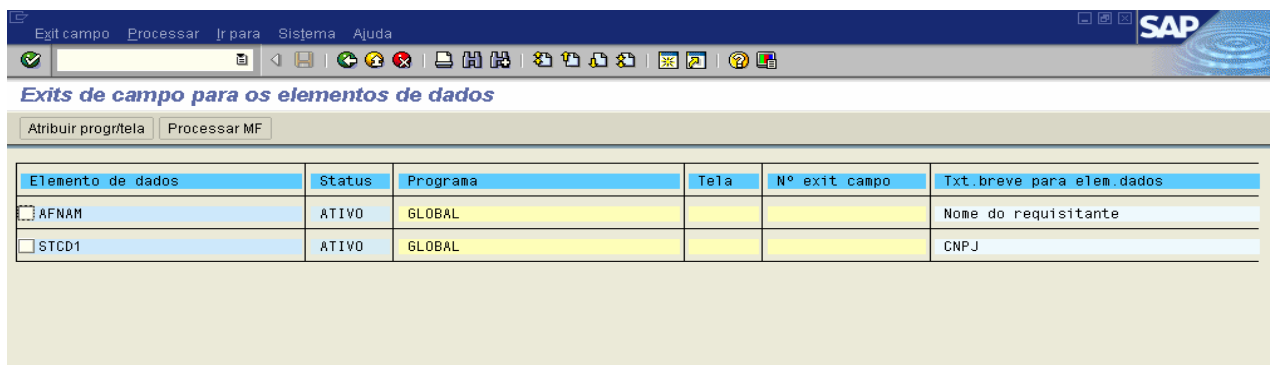 Exit campo Processar Ir para Sistema Ajuda
SAP
Exits de campo para os elementos de dados
Atribuir progr/tela Processar MF
Elemento de dados Status Programa Tela Nº exit campo Txt.breve para elem.dados
AFNAM ATIVO GLOBAL Nome do requisitante
STCD1 ATIVO GLOBAL CNPJ